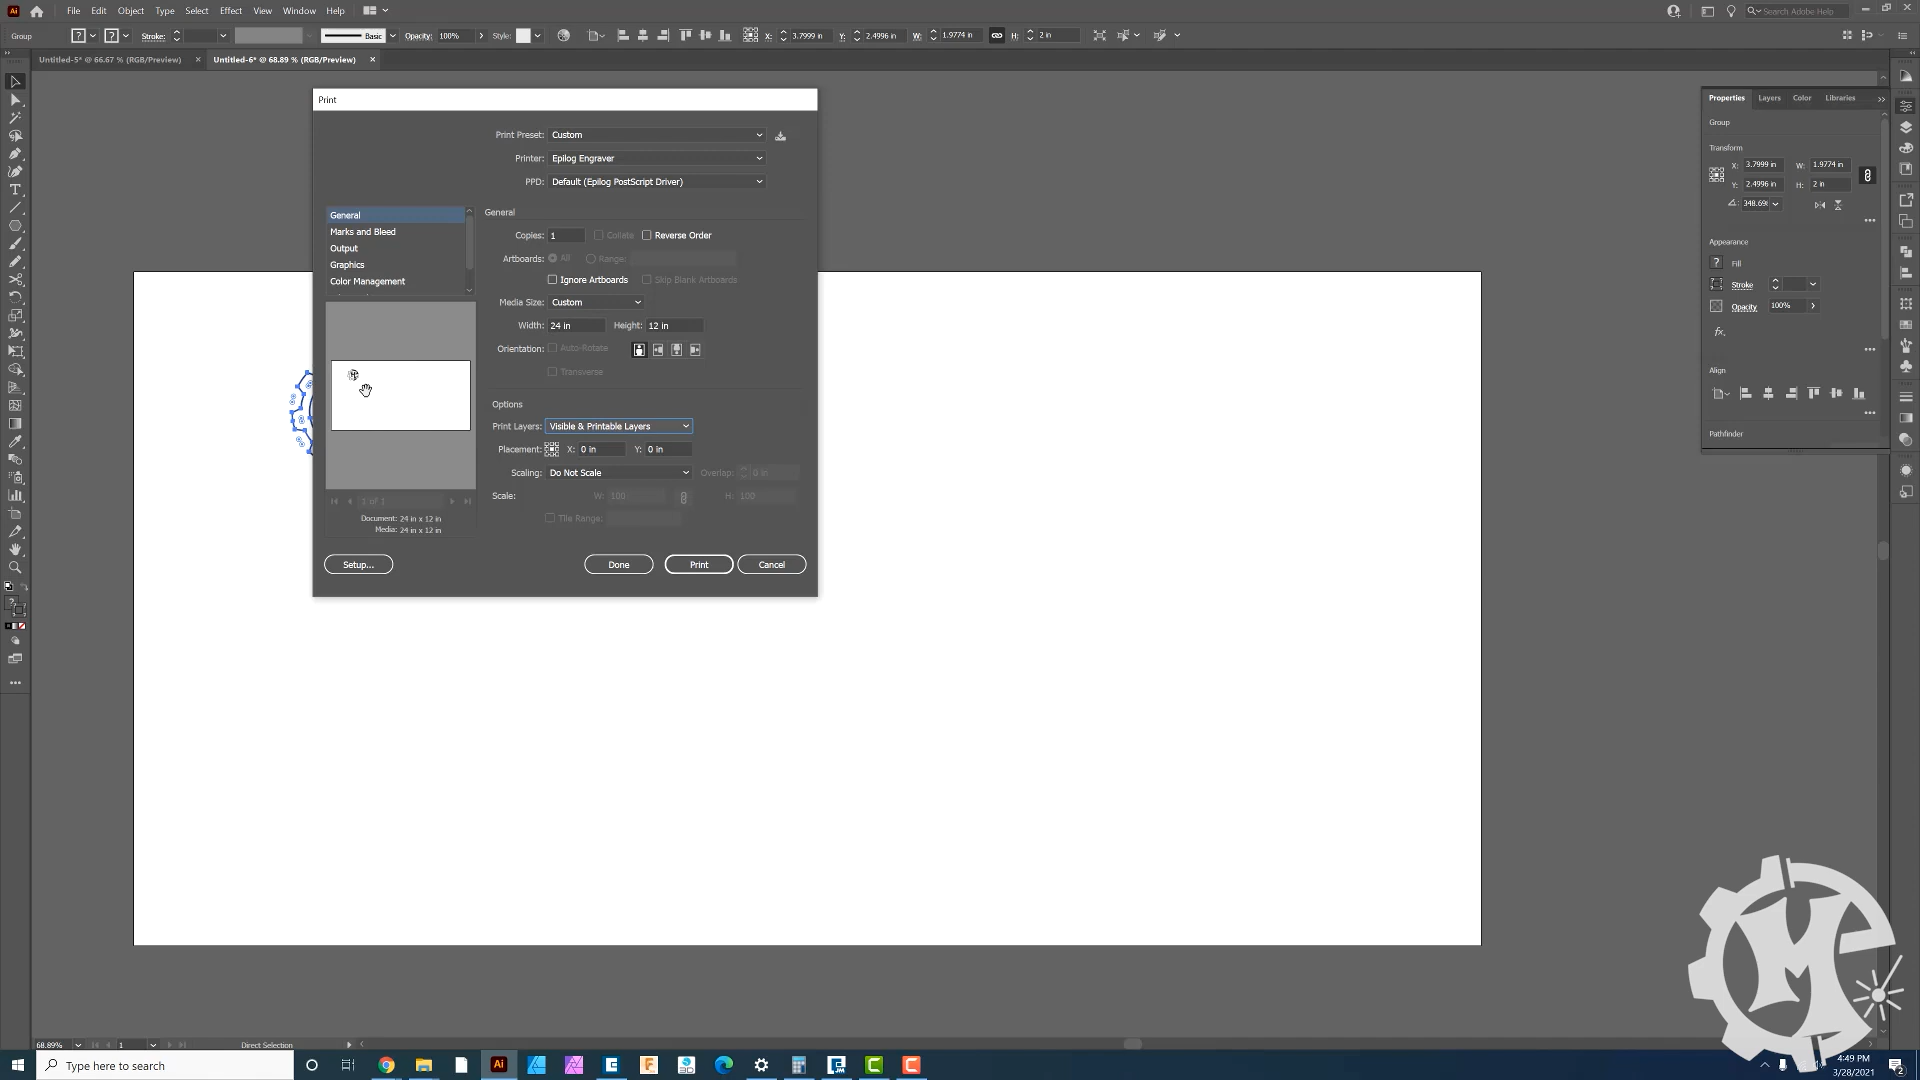 Ai File Edit Object Type Select Effect View Window Help Search Adobe Help
Group ? ? Stroke: Basic Opacity: 100% Style: X: 3.7999 in Y: 2.4996 in W: 1.9774 in H: 2 in
Untitled-5* @ 66.67 % (RGB/Preview) × Untitled-6* @ 68.89 % (RGB/Preview) ×
Print
Print Preset: Custom
Printer: Epilog Engraver
PPD: Default (Epilog PostScript Driver)
General
Marks and Bleed
Output
Graphics
Color Management
General
Copies: 1 Collate Reverse Order
Artboards: All Range:
Ignore Artboards Skip Blank Artboards
Media Size: Custom
Width: 24 in Height: 12 in
Orientation: Auto-Rotate
Transverse
Options
Print Layers: Visible & Printable Layers
Placement: X: 0 in Y: 0 in
Scaling: Do Not Scale Overlap: 0 in
Scale: W: 100 H: 100
Tile Range:
1 of 1
Document: 24 in x 12 in
Media: 24 in x 12 in
Setup... Done Print Cancel
Properties Layers Color Libraries
Group
Transform
X: 3.7999 in W: 1.9774 in
Y: 2.4996 in H: 2 in
348.69
Appearance
? Fill
Stroke
Opacity 100%
fx.
Align
Pathfinder
68.89% 1 Direct Selection
Type here to search
4:49 PM
3/28/2021